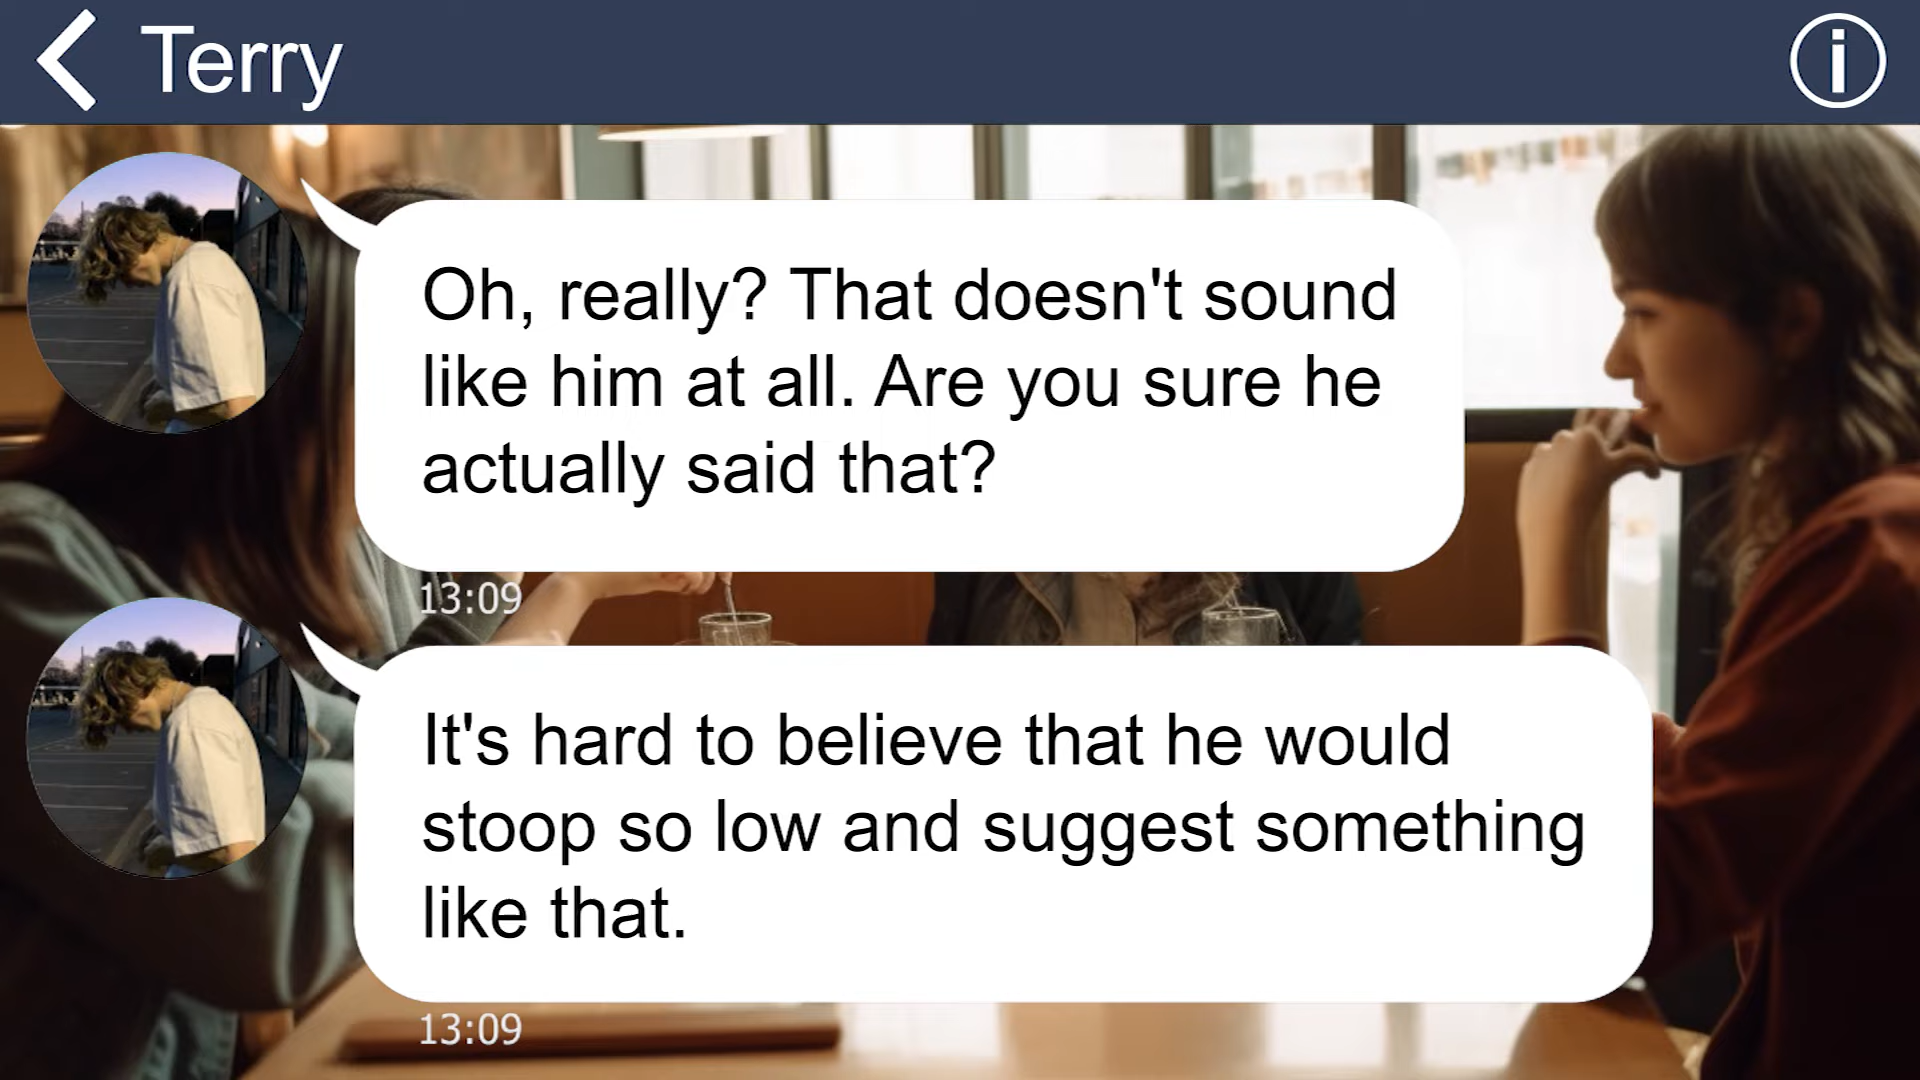 Terry
Oh, really? That doesn't sound
like him at all. Are you sure he
actually said that?
13:09
It's hard to believe that he would
stoop so low and suggest something
like that.
13:09